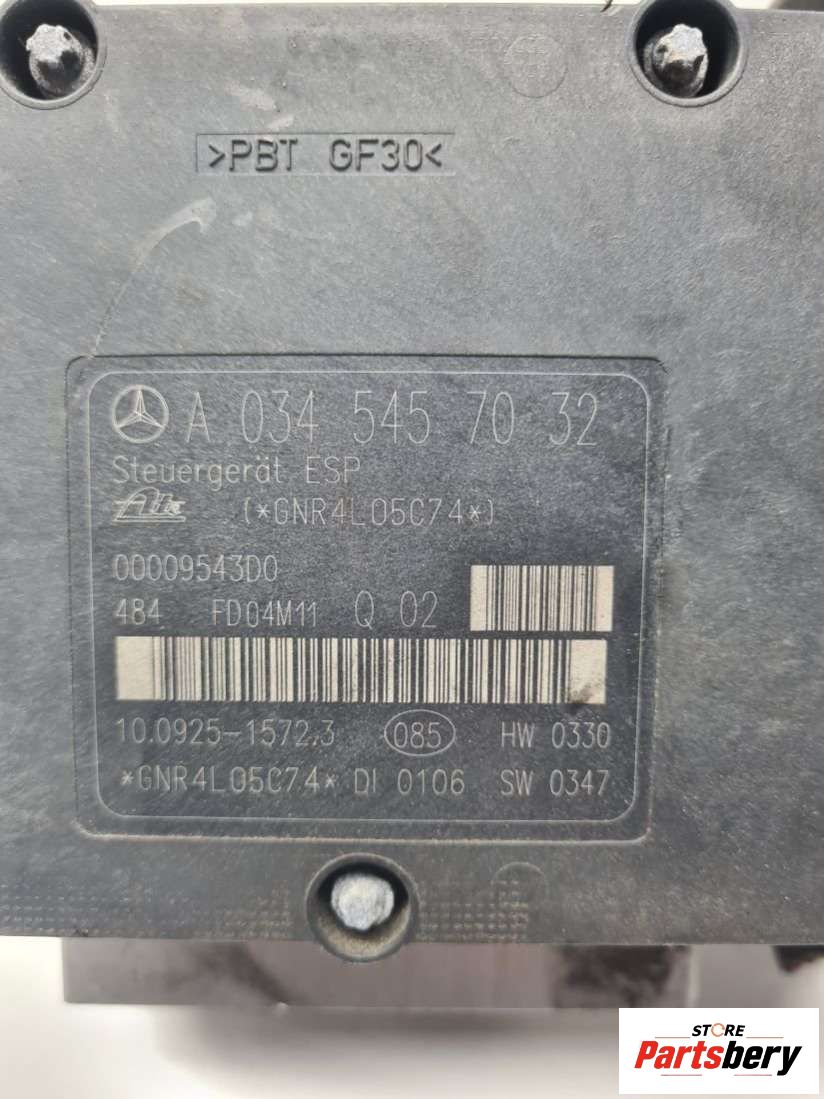 >PBT GF30<
A 034 545 70 32
Steuergerät ESP
Ate (*GNR4L05C74*)
00009543D0
484 FD04M11 Q 02
10.0925-1572.3 085 HW 0330
*GNR4L05C74* DI 0106 SW 0347
STORE
Partsbery